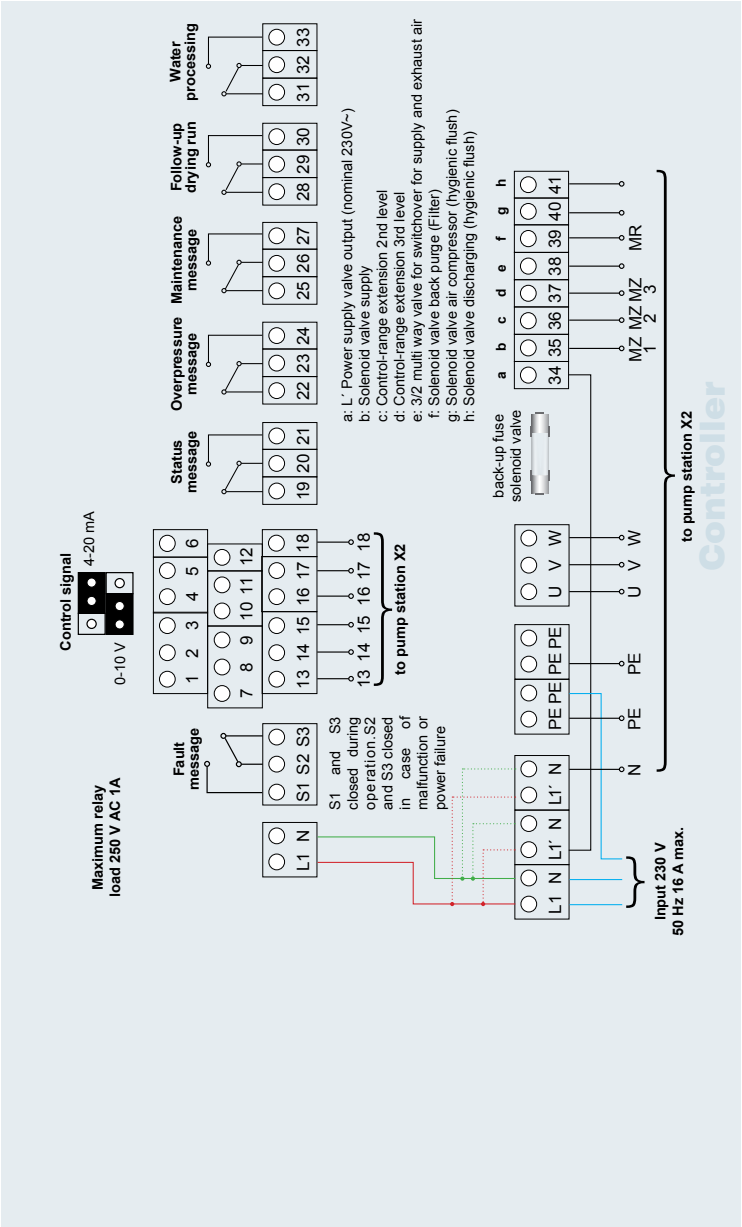 Maximum relay
load 250 V AC 1A
Control signal
0-10 V
4-20 mA
Fault
message
S1 S2 S3
S1 and S3
closed during
operation.S2
and S3 closed
in case of
malfunction or
power failure
L1 N
1 2 3 4 5 6
7 8 9 10 11 12
13 14 15 16 17 18
13 14 15 16 17 18
to pump station X2
Status
message
19 20 21
Overpressure
message
22 23 24
Maintenance
message
25 26 27
Follow-up
drying run
28 29 30
Water
processing
31 32 33
a: L´ Power supply valve output (nominal 230V~)
b: Solenoid valve supply
c: Control-range extension 2nd level
d: Control-range extension 3rd level
e: 3/2 multi way valve for switchover for supply and exhaust air
f: Solenoid valve back purge (Filter)
g: Solenoid valve air compressor (hygienic flush)
h: Solenoid valve discharging (hygienic flush)
L1 N L1´ N L1´ N
PE PE PE PE
U V W
back-up fuse
solenoid valve
a b c d e f g h
34 35 36 37 38 39 40 41
N
PE PE
U V W
MZ MZ MZ MR
1 2 3
Input 230 V
50 Hz 16 A max.
to pump station X2
Controller